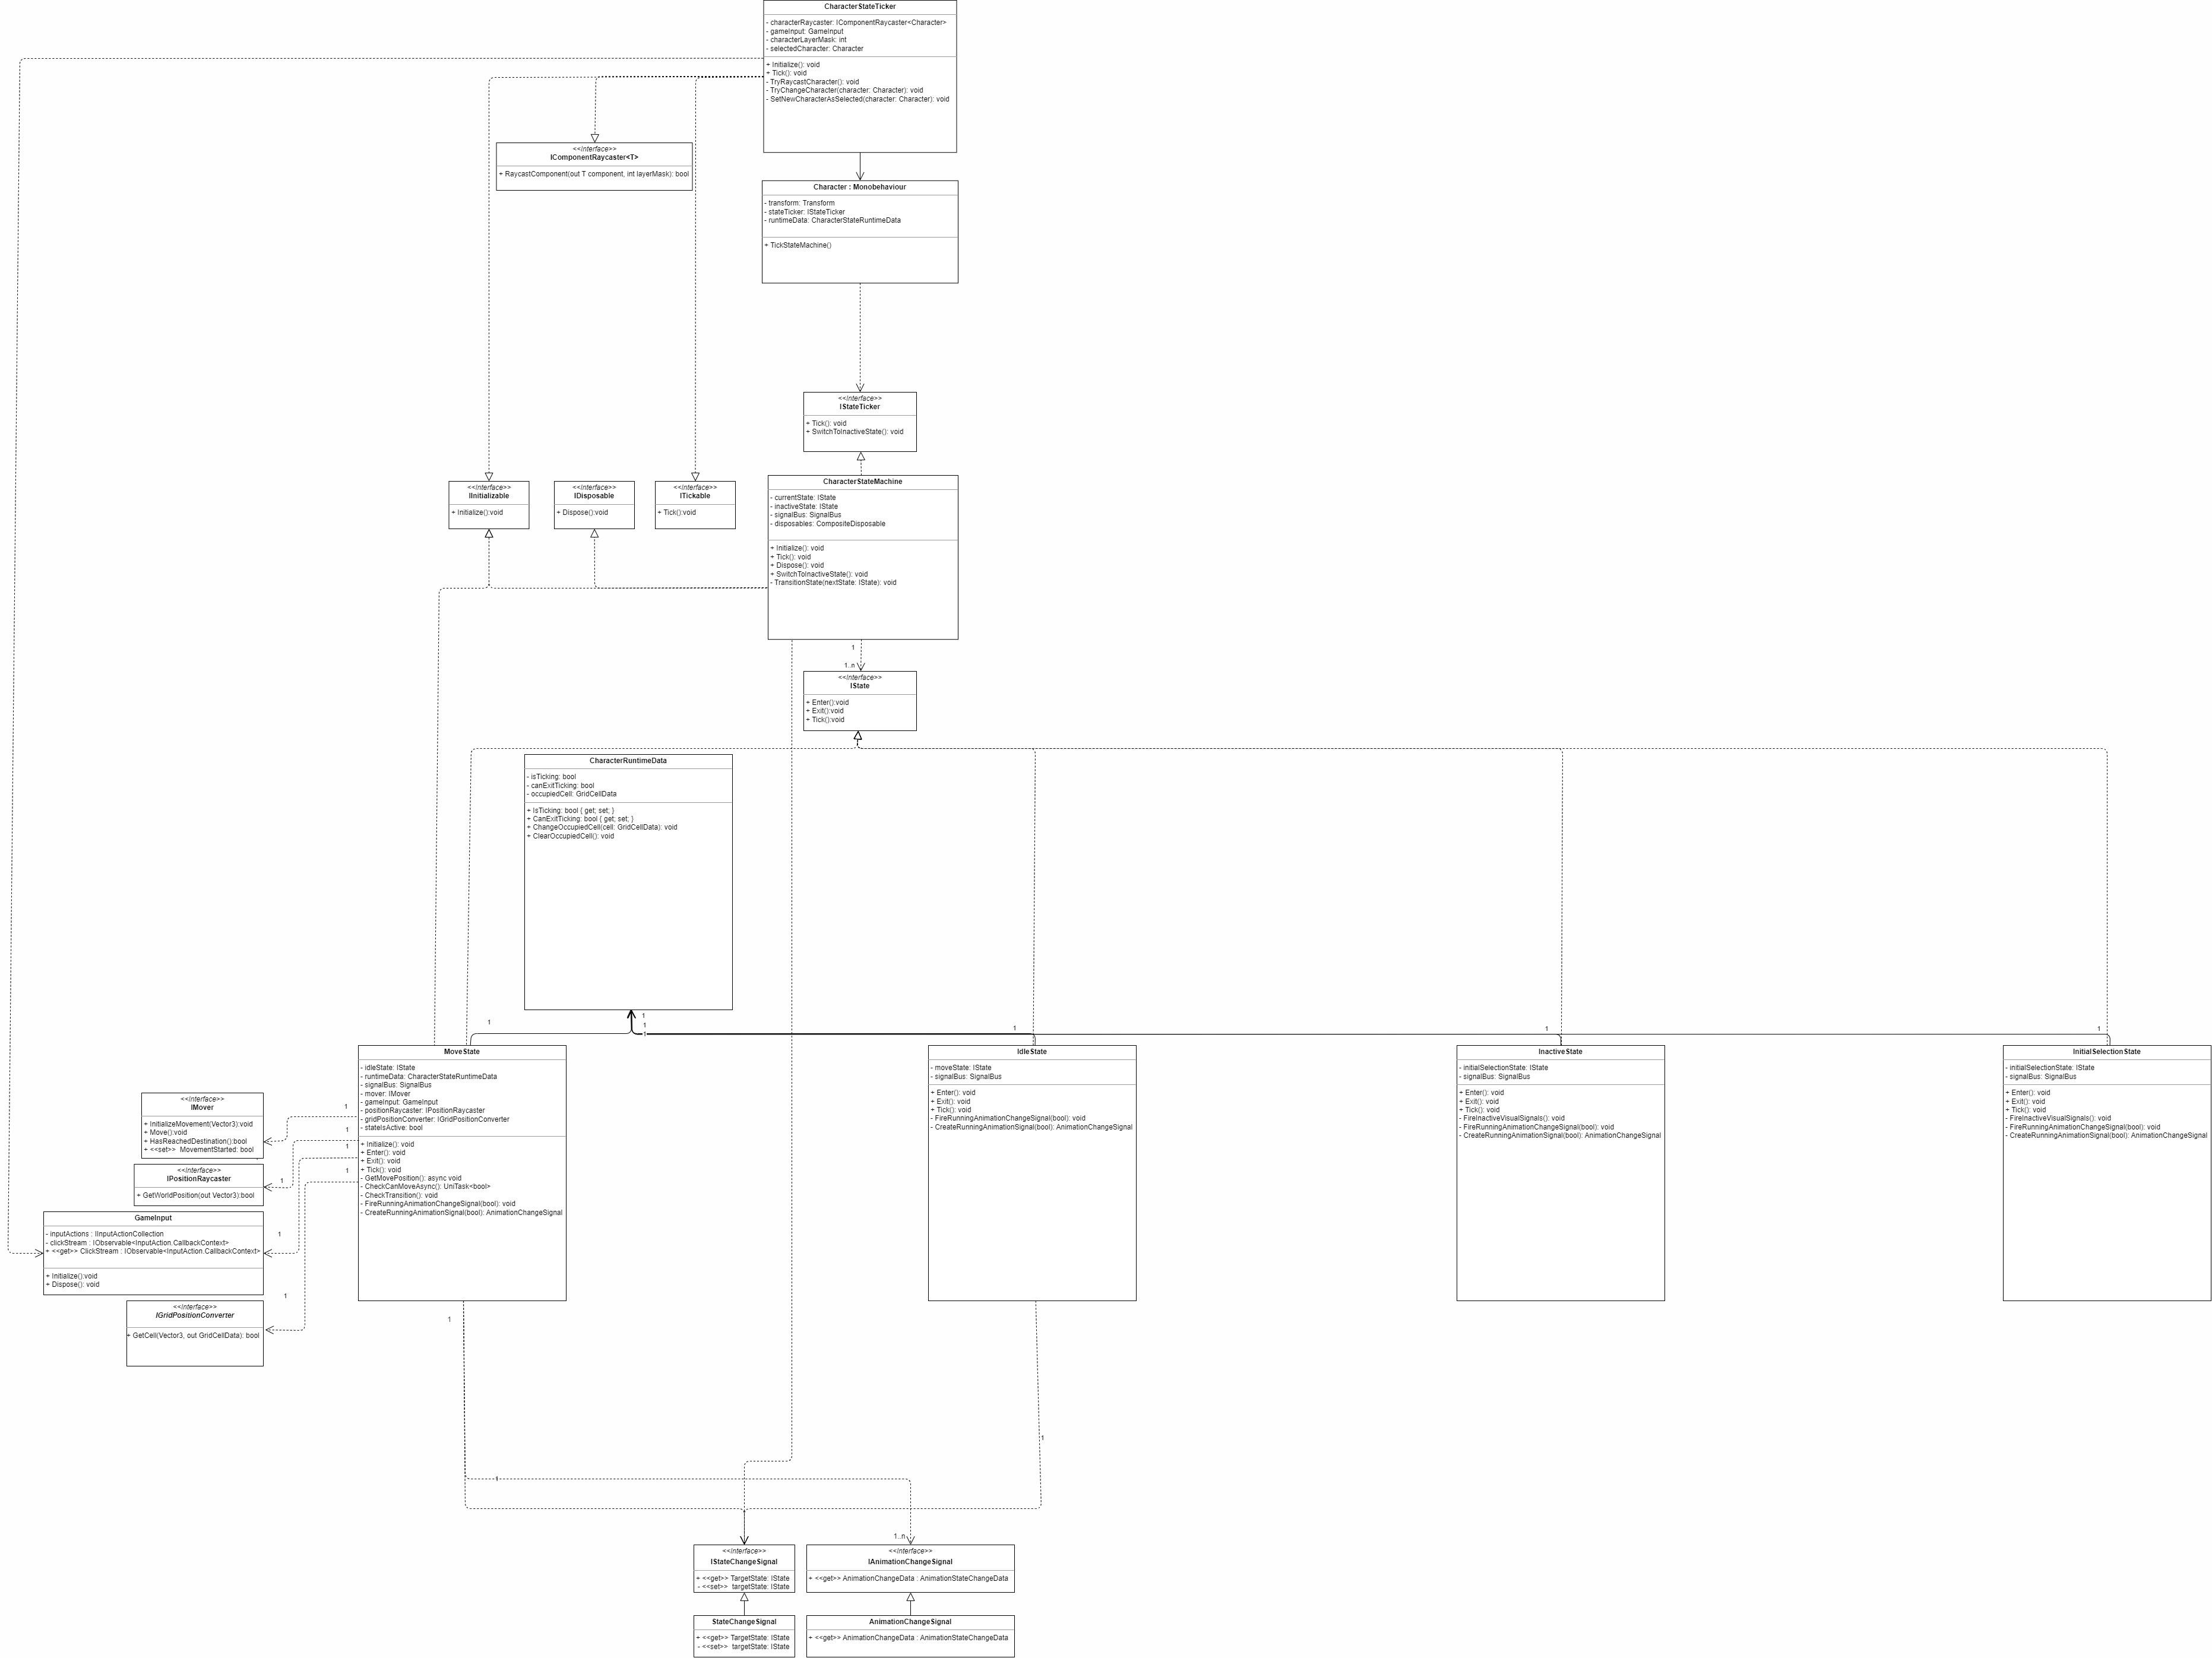 CharacterStateTicker
- characterRaycaster: IComponentRaycaster<Character>
- gameInput: GameInput
- characterLayerMask: int
- selectedCharacter: Character
+ Initialize(): void
+ Tick(): void
- TryRaycastCharacter(): void
- TryChangeCharacter(character: Character): void
- SetNewCharacterAsSelected(character: Character): void
<<Interface>>
IComponentRaycaster<T>
+ RaycastComponent(out T component, int layerMask): bool
Character : Monobehaviour
- transform: Transform
- stateTicker: IStateTicker
- runtimeData: CharacterStateRuntimeData
+ TickStateMachine()
<<Interface>>
IStateTicker
+ Tick(): void
+ SwitchToInactiveState(): void
<<Interface>>
IInitializable
+ Initialize():void
<<Interface>>
IDisposable
+ Dispose():void
<<Interface>>
ITickable
+ Tick():void
CharacterStateMachine
- currentState: IState
- inactiveState: IState
- signalBus: SignalBus
- disposables: CompositeDisposable
+ Initialize(): void
+ Tick(): void
+ Dispose(): void
+ SwitchToInactiveState(): void
- TransitionState(nextState: IState): void
1
1..n
<<Interface>>
IState
+ Enter():void
+ Exit():void
+ Tick():void
CharacterRuntimeData
- isTicking: bool
- canExitTicking: bool
- occupiedCell: GridCellData
+ IsTicking: bool { get; set; }
+ CanExitTicking: bool { get; set; }
+ ChangeOccupiedCell(cell: GridCellData): void
+ ClearOccupiedCell(): void
1
1
1
1
1
1
1
MoveState
- idleState: IState
- runtimeData: CharacterStateRuntimeData
- signalBus: SignalBus
- mover: IMover
- gameInput: GameInput
- positionRaycaster: IPositionRaycaster
- gridPositionConverter: IGridPositionConverter
- stateIsActive: bool
+ Initialize(): void
+ Enter(): void
+ Exit(): void
+ Tick(): void
- GetMovePosition(): async void
- CheckCanMoveAsync(): UniTask<bool>
- CheckTransition(): void
- FireRunningAnimationChangeSignal(bool): void
- CreateRunningAnimationSignal(bool): AnimationChangeSignal
IdleState
- moveState: IState
- signalBus: SignalBus
+ Enter(): void
+ Exit(): void
+ Tick(): void
- FireRunningAnimationChangeSignal(bool): void
- CreateRunningAnimationSignal(bool): AnimationChangeSignal
InactiveState
- initialSelectionState: IState
- signalBus: SignalBus
+ Enter(): void
+ Exit(): void
+ Tick(): void
- FireInactiveVisualSignals(): void
- FireRunningAnimationChangeSignal(bool): void
- CreateRunningAnimationSignal(bool): AnimationChangeSignal
InitialSelectionState
- initialSelectionState: IState
- signalBus: SignalBus
+ Enter(): void
+ Exit(): void
+ Tick(): void
- FireInactiveVisualSignals(): void
- FireRunningAnimationChangeSignal(bool): void
- CreateRunningAnimationSignal(bool): AnimationChangeSignal
<<Interface>>
IMover
+ InitializeMovement(Vector3):void
+ Move():void
+ HasReachedDestination():bool
+ <<set>> MovementStarted: bool
1
1
1
1
<<Interface>>
IPositionRaycaster
+ GetWorldPosition(out Vector3):bool
1
GameInput
- inputActions : IInputActionCollection
- clickStream : IObservable<InputAction.CallbackContext>
+ <<get>> ClickStream : IObservable<InputAction.CallbackContext>
+ Initialize():void
+ Dispose(): void
1
1
<<Interface>>
IGridPositionConverter
+ GetCell(Vector3, out GridCellData): bool
1
1
1
1..n
<<Interface>>
IStateChangeSignal
+ <<get>> TargetState: IState
- <<set>> targetState: IState
<<Interface>>
IAnimationChangeSignal
+ <<get>> AnimationChangeData : AnimationStateChangeData
StateChangeSignal
+ <<get>> TargetState: IState
- <<set>> targetState: IState
AnimationChangeSignal
+ <<get>> AnimationChangeData : AnimationStateChangeData